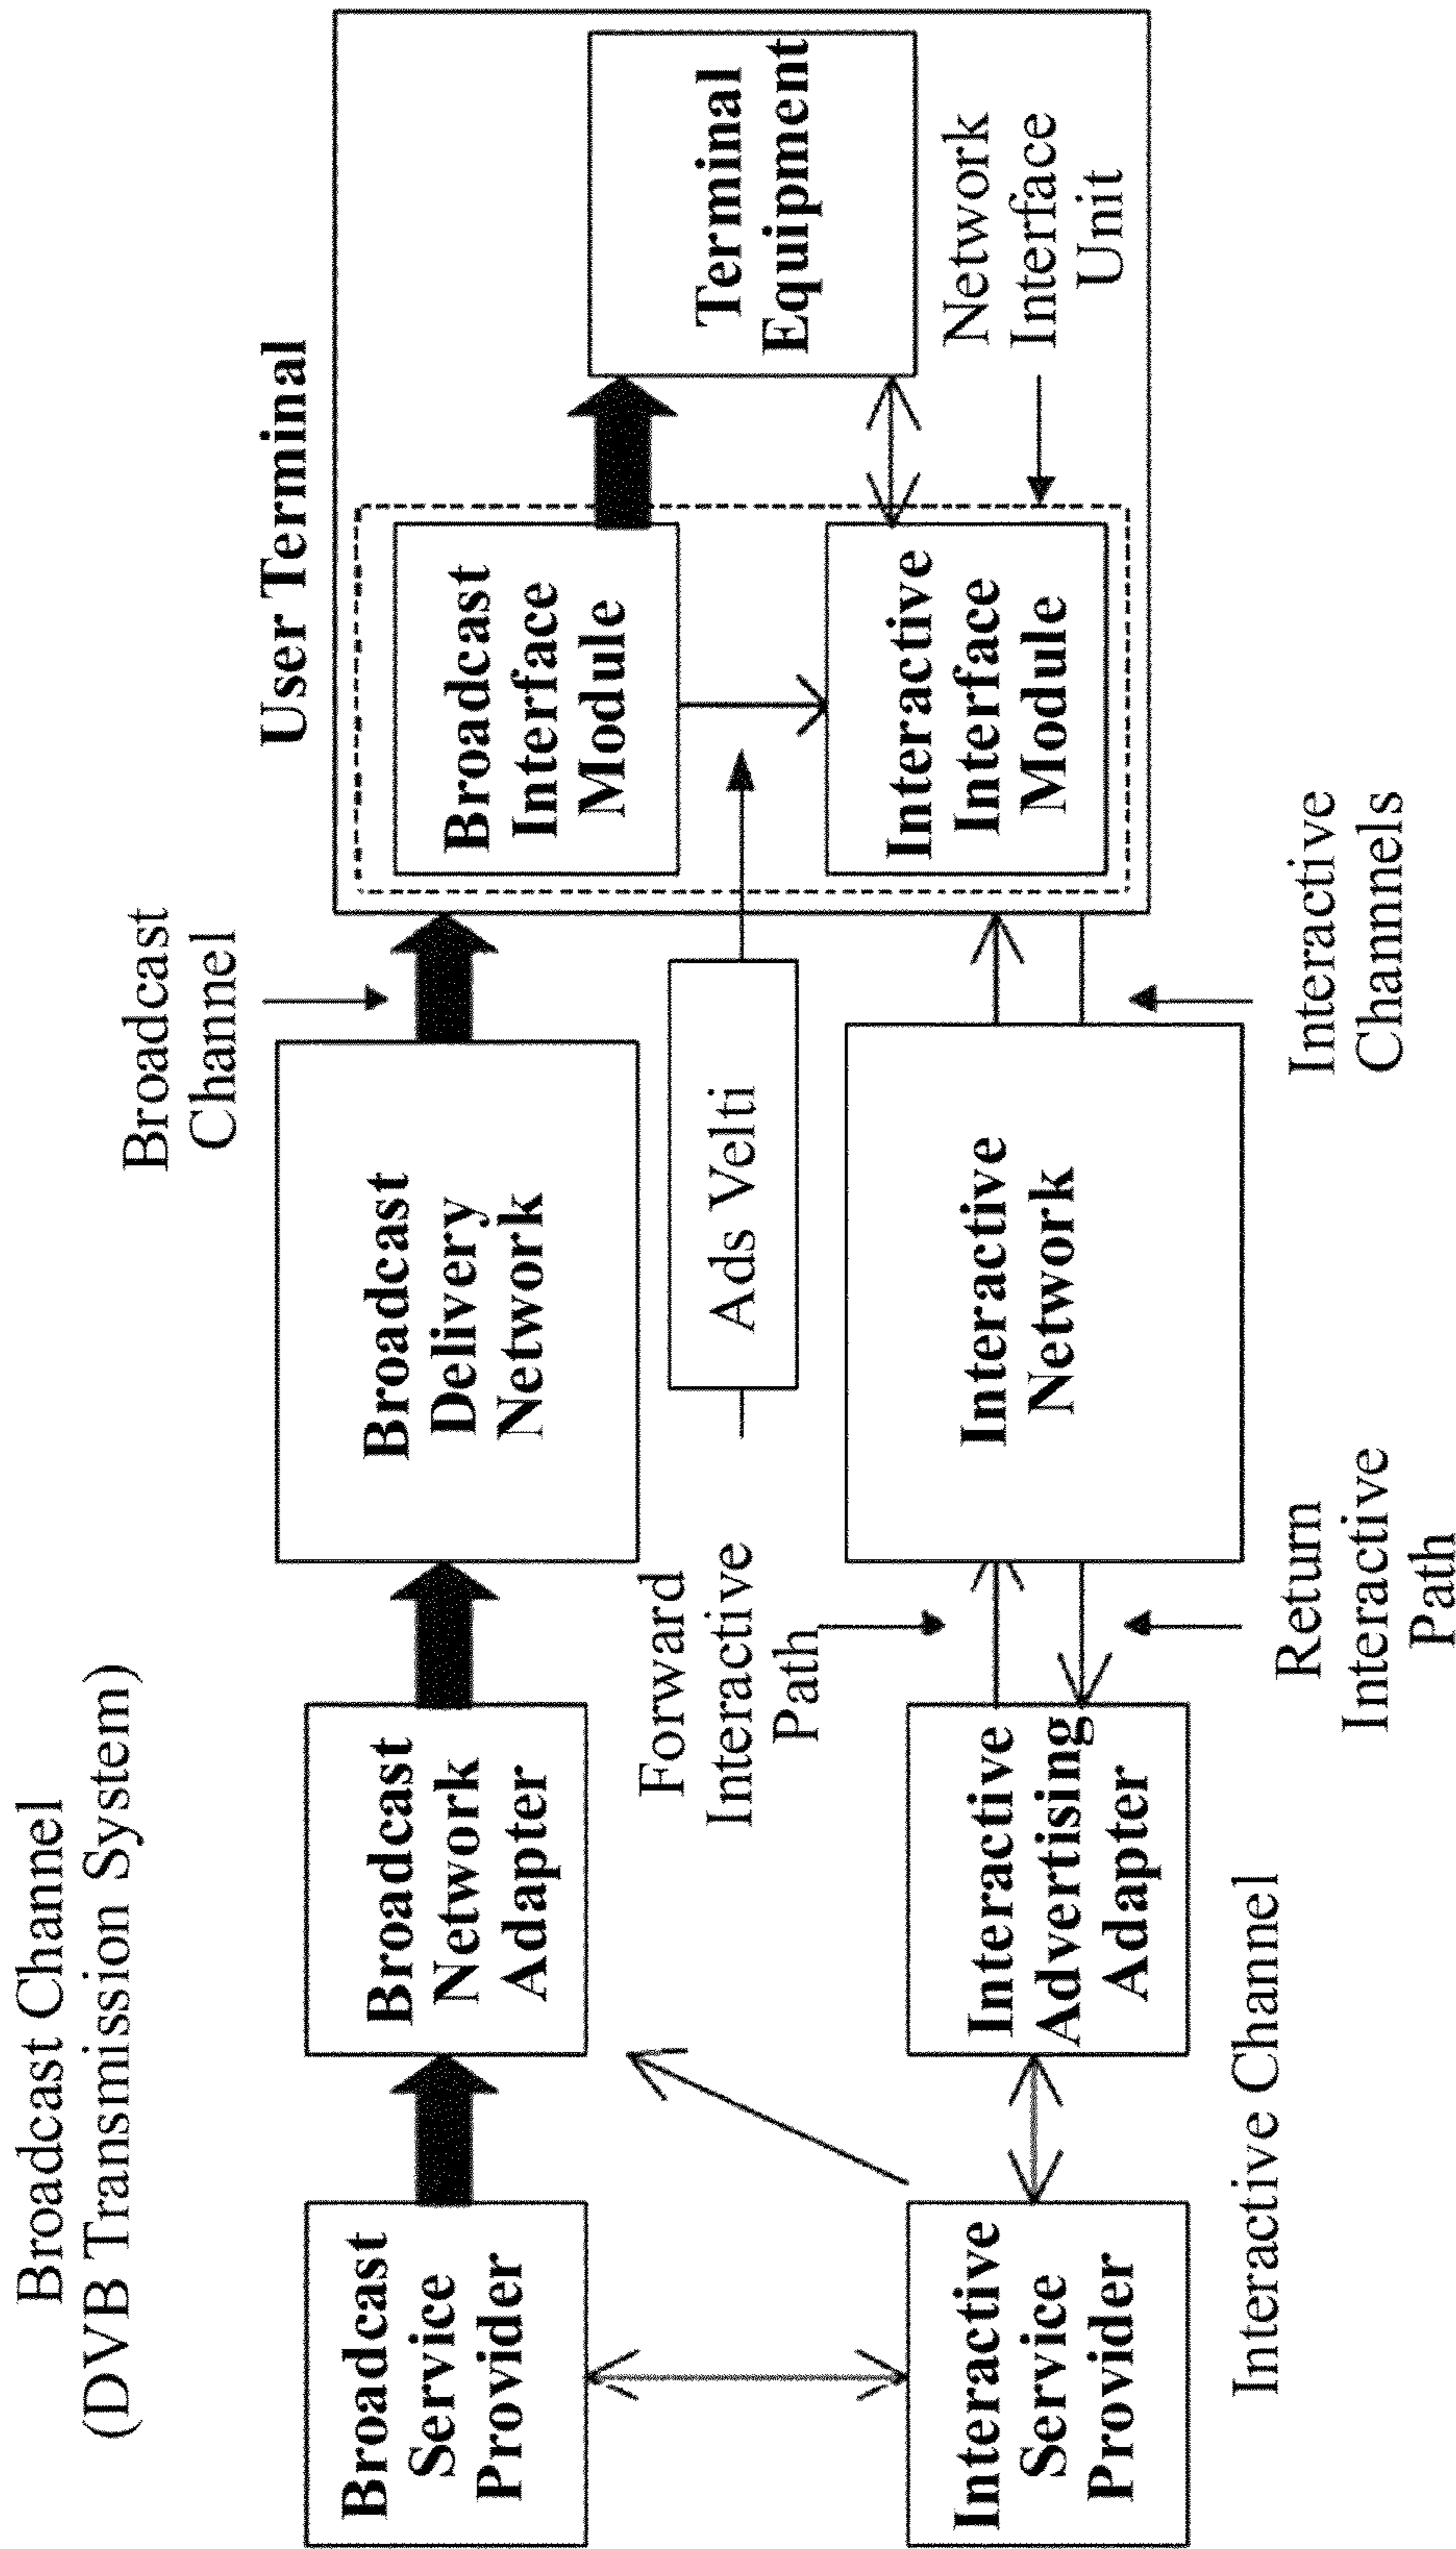 Broadcast Channel
(DVB Transmission System)
Broadcast
Channel
User Terminal
Broadcast
Service
Provider
Broadcast
Network
Adapter
Broadcast
Delivery
Network
Broadcast
Interface
Module
Terminal
Equipment
Forward
Interactive
Path
Ads Velti
Network
Interface
Unit
Interactive
Service
Provider
Interactive
Advertising
Adapter
Interactive
Network
Interactive
Interface
Module
Interactive Channel
Return
Interactive
Path
Interactive
Channels